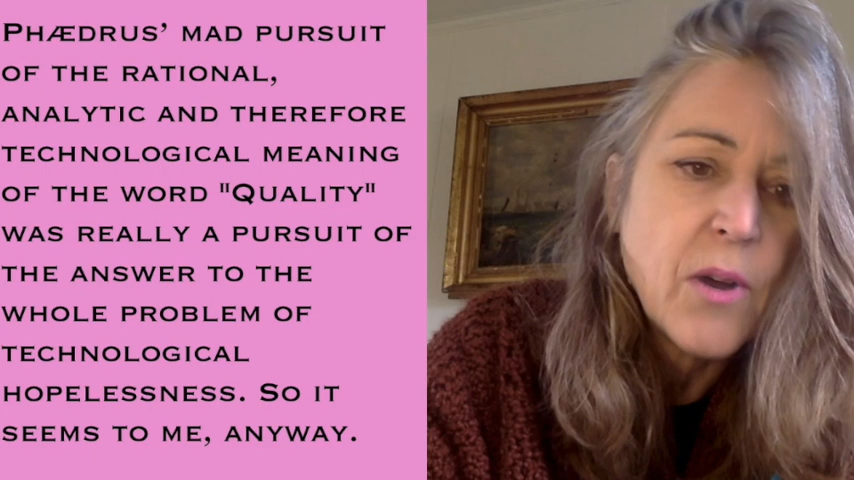 Phædrus’ mad pursuit
of the rational,
analytic and therefore
technological meaning
of the word "Quality"
was really a pursuit of
the answer to the
whole problem of
technological
hopelessness. So it
seems to me, anyway.